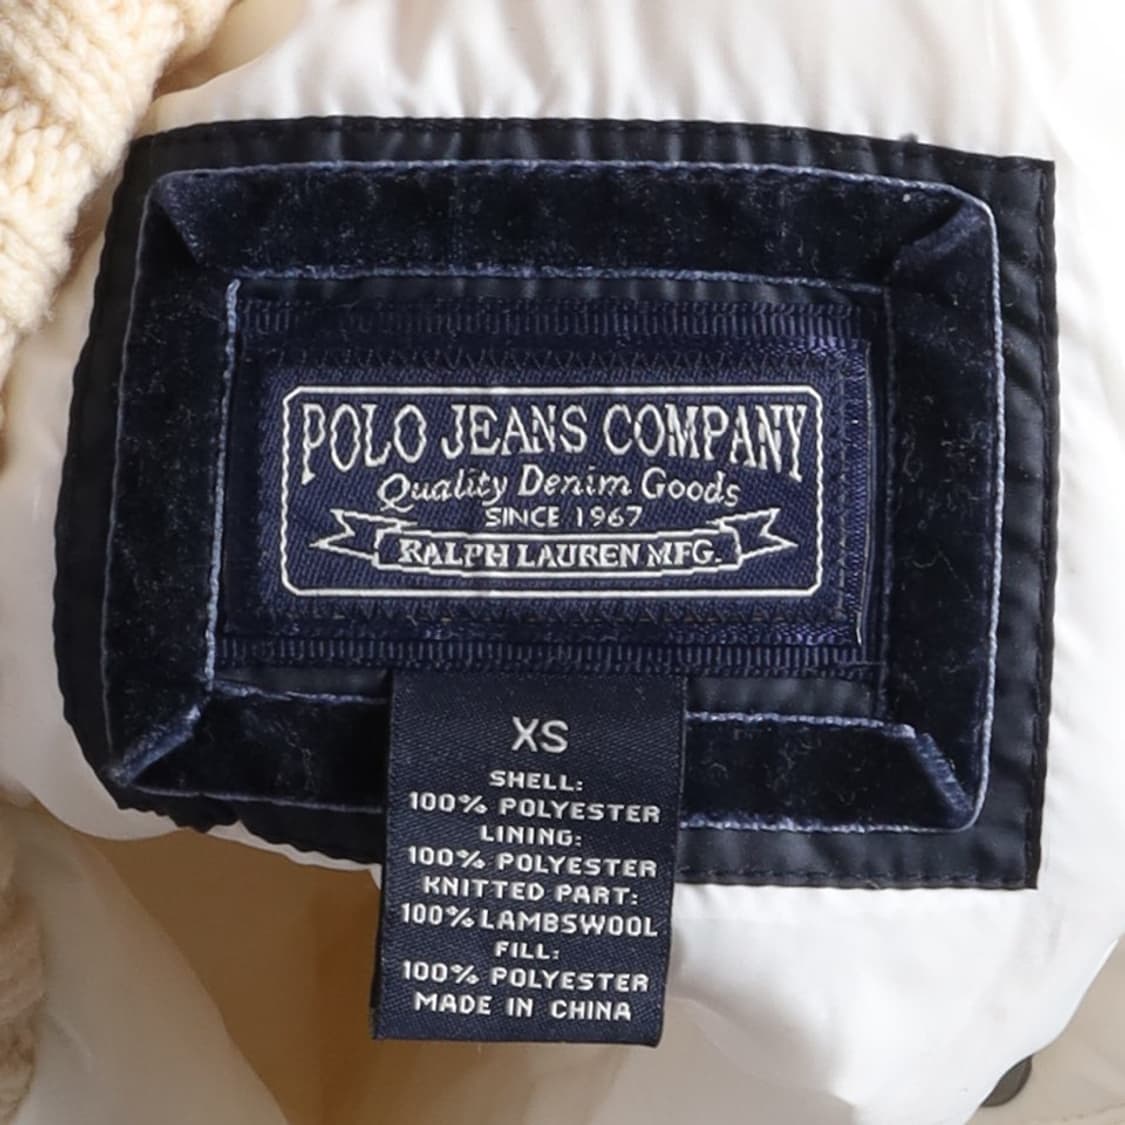 POLO JEANS COMPANY
Quality Denim Goods
SINCE 1967
RALPH LAUREN MFG.
XS
SHELL:
100% POLYESTER
LINING:
100% POLYESTER
KNITTED PART:
100% LAMBSWOOL
FILL:
100% POLYESTER
MADE IN CHINA